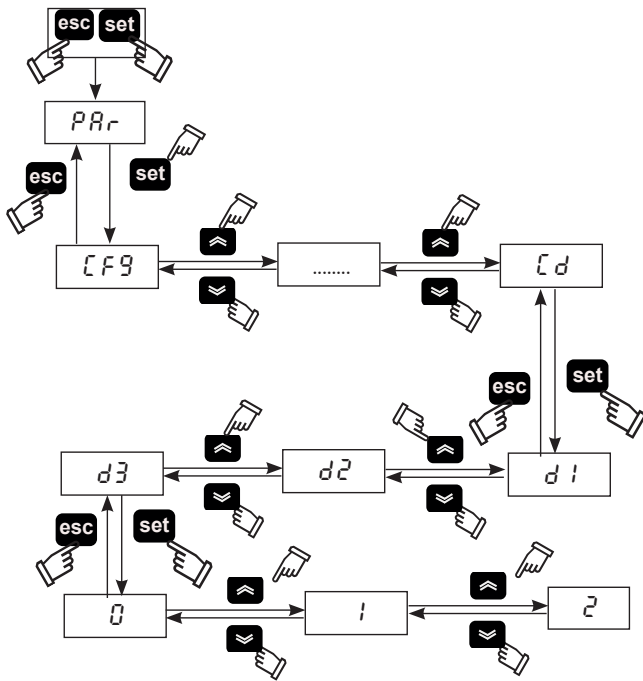 esc set
PAr
esc set
CF9 ........ Cd
esc set
d3 d2 d1
esc set
0 1 2